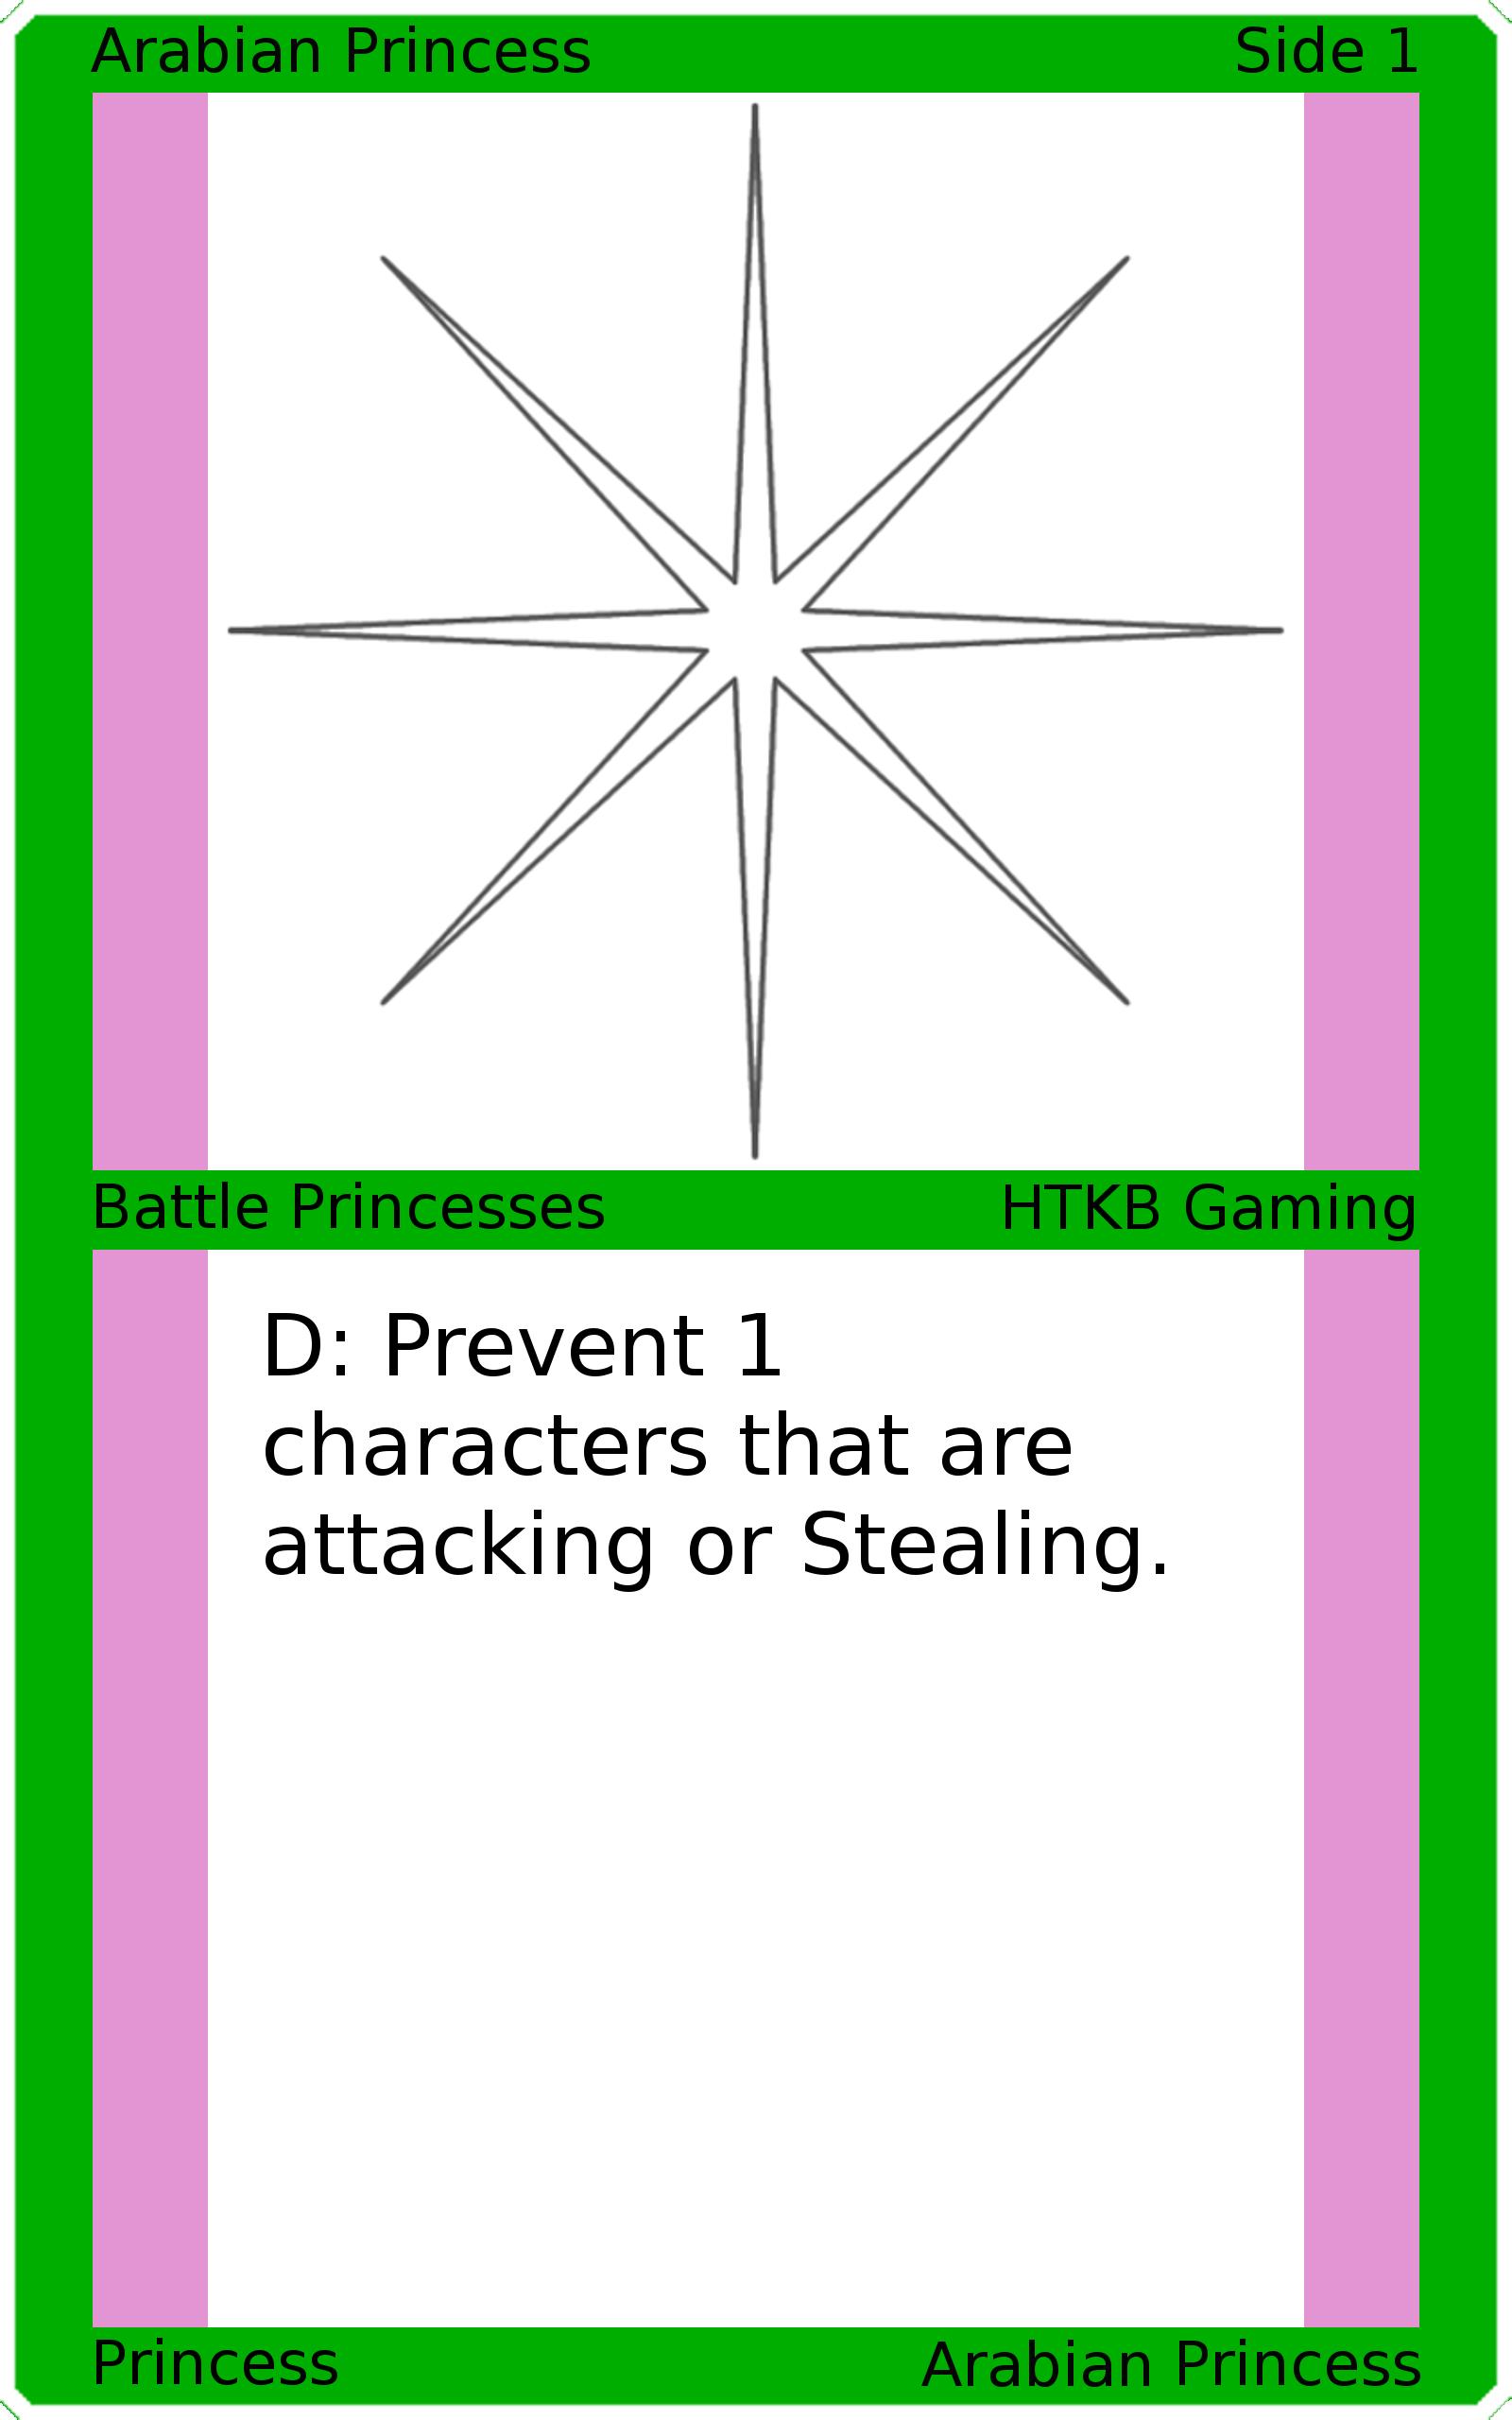 Arabian Princess Side 1
Battle Princesses HTKB Gaming
D: Prevent 1
characters that are
attacking or Stealing.
Princess Arabian Princess